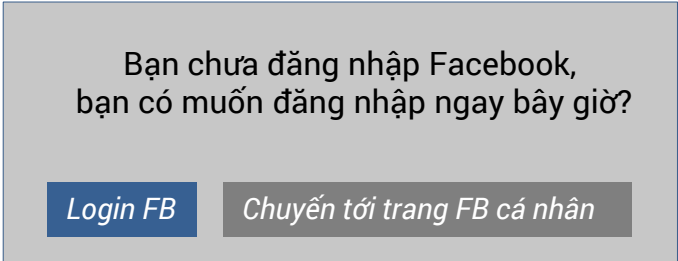 Bạn chưa đăng nhập Facebook,
bạn có muốn đăng nhập ngay bây giờ?
Login FB
Chuyến tới trang FB cá nhân